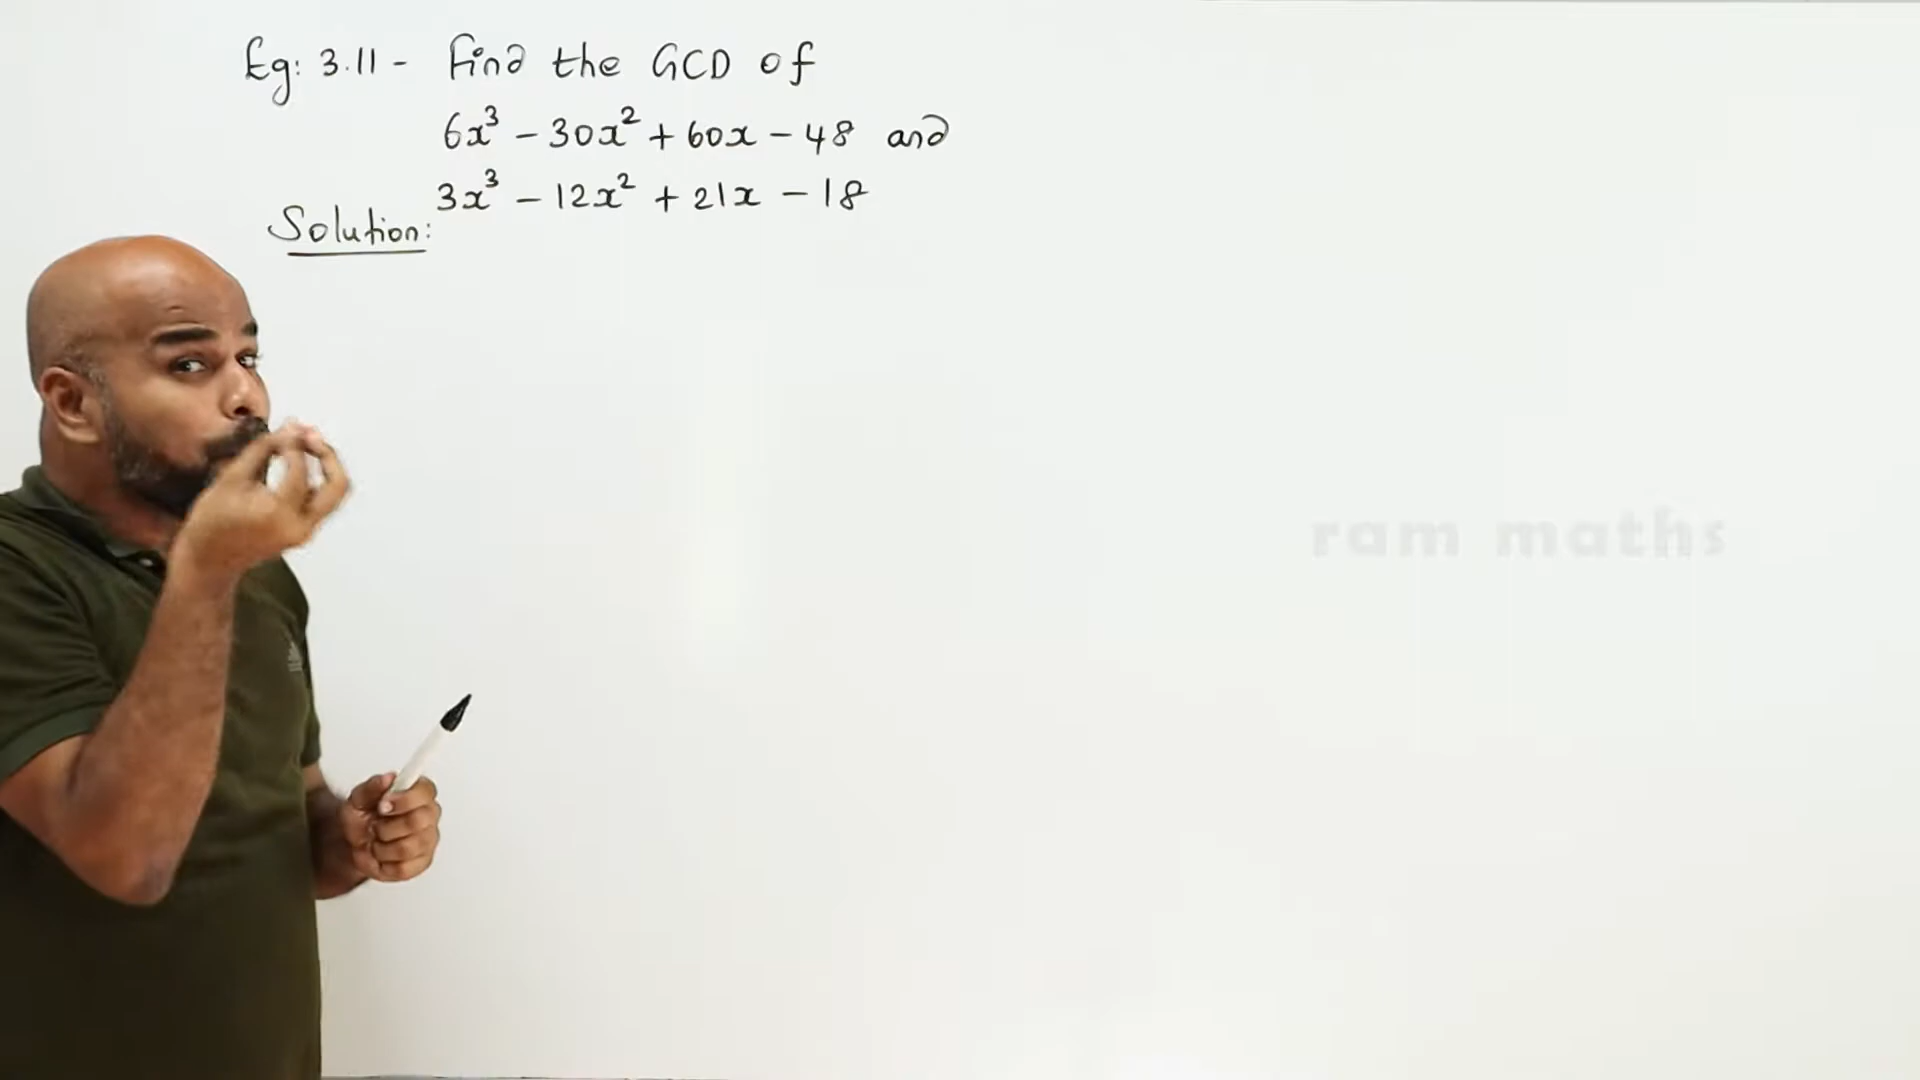 Eg: 3.11 - Find the GCD of
6x³ - 30x² + 60x - 48 and
3x³ - 12x² + 21x - 18
Solution:
ram maths